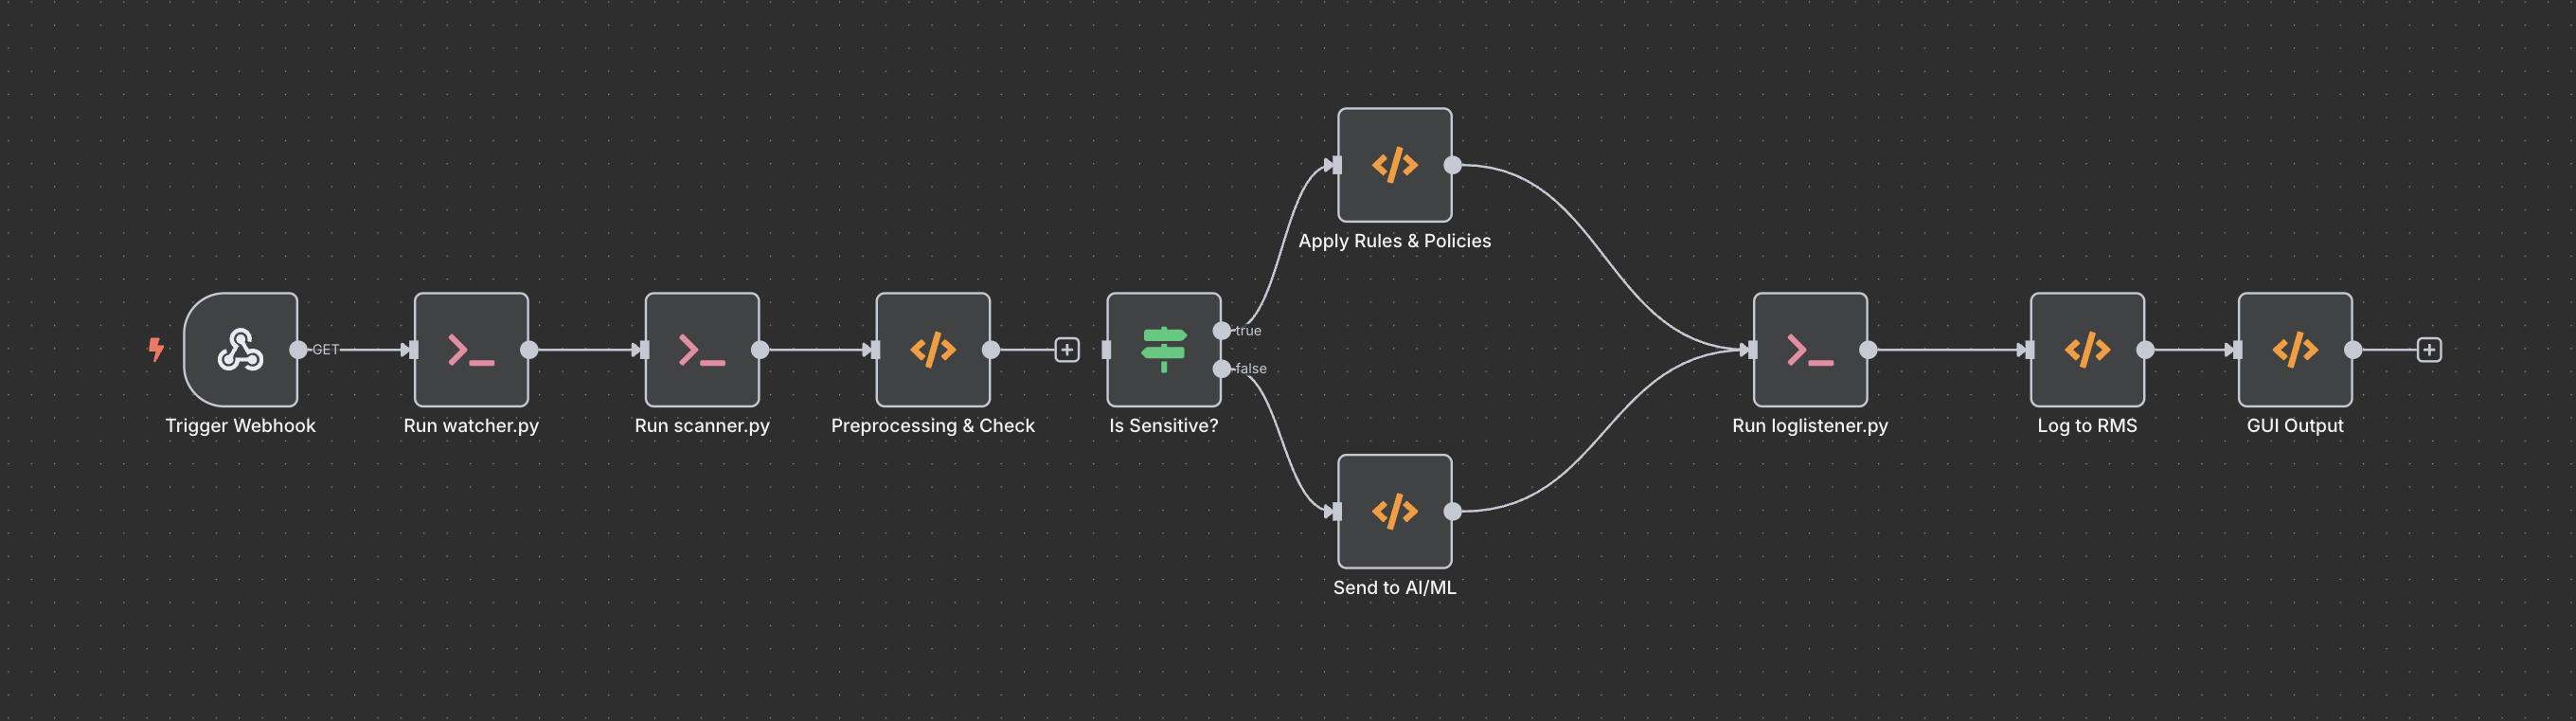 GET
Trigger Webhook
Run watcher.py
Run scanner.py
Preprocessing & Check
true
false
Is Sensitive?
Apply Rules & Policies
Send to AI/ML
Run loglistener.py
Log to RMS
GUI Output